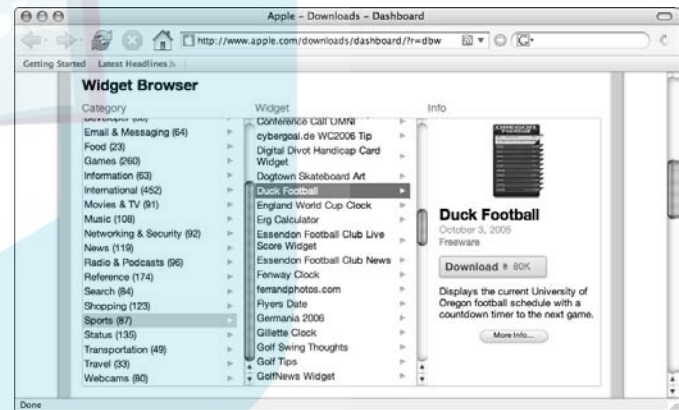 Apple – Downloads – Dashboard
http://www.apple.com/downloads/dashboard/?r=dbw
Getting Started Latest Headlines
Widget Browser
Category
Email & Messaging (64)
Food (23)
Games (260)
Information (63)
International (452)
Movies & TV (91)
Music (108)
Networking & Security (92)
News (119)
Radio & Podcasts (96)
Reference (174)
Search (84)
Shopping (123)
Sports (87)
Status (135)
Transportation (49)
Travel (33)
Webcams (80)
Widget
Conference Call OMNI
cybergoal.de WC2006 Tip
Digital Divot Handicap Card
Widget
Dogtown Skateboard Art
Duck Football
England World Cup Clock
Erg Calculator
Essendon Football Club Live
Score Widget
Essendon Football Club News
Fenway Clock
ferrandphotos.com
Flyers Date
Germania 2006
Gillette Clock
Golf Swing Thoughts
Golf Tips
GolfNews Widget
Info
OREGON
Football
Duck Football
October 3, 2005
Freeware
Download 80K
Displays the current University of
Oregon football schedule with a
countdown timer to the next game.
More Info...
Done